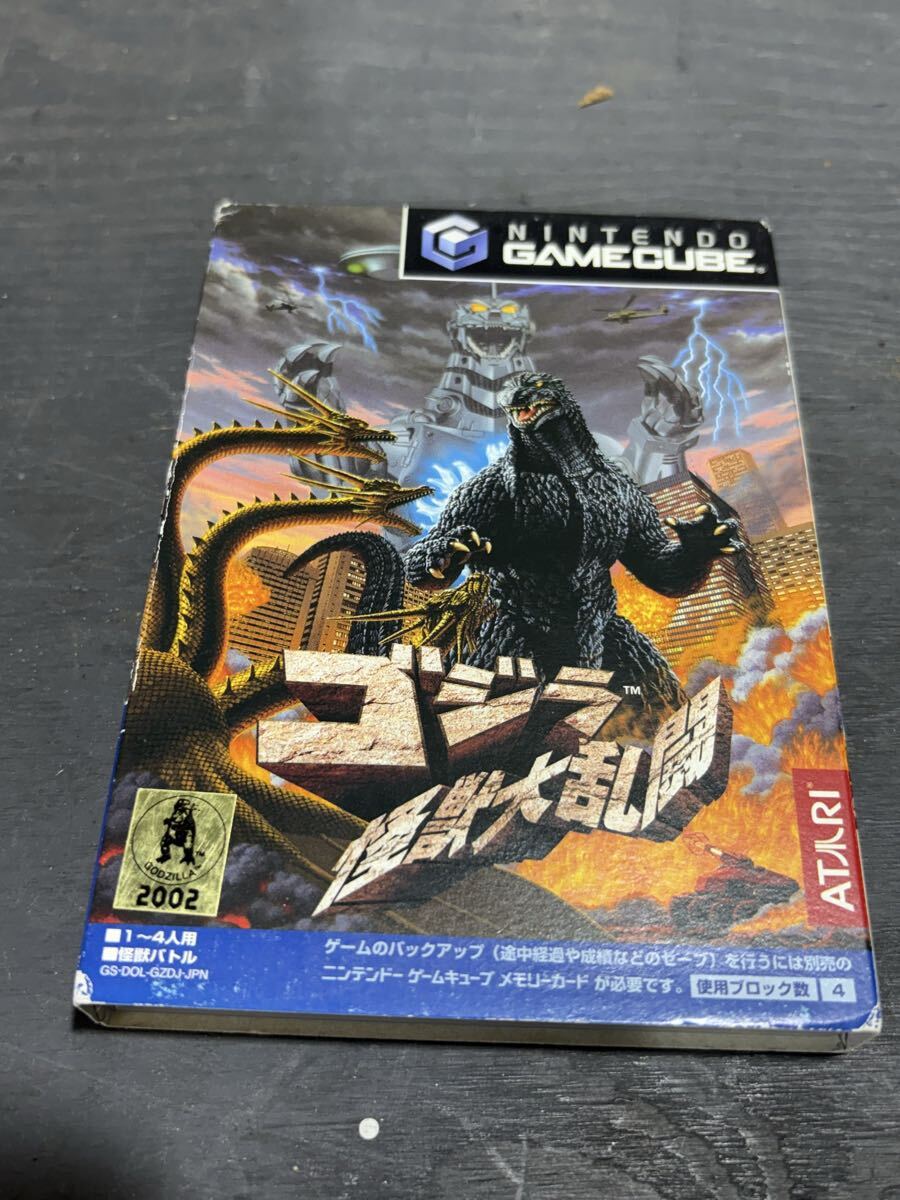 NINTENDO
GAMECUBE®
ゴジラ™
怪獣大乱闘
ATARI®
GODZILLA™
2002
■1~4人用
■怪獣バトル
GS-DOL-GZDJ-JPN
ゲームのバックアップ(途中経過や成績などのセーブ)を行うには別売の
ニンテンドーゲームキューブ メモリーカード が必要です。 使用ブロック数 4